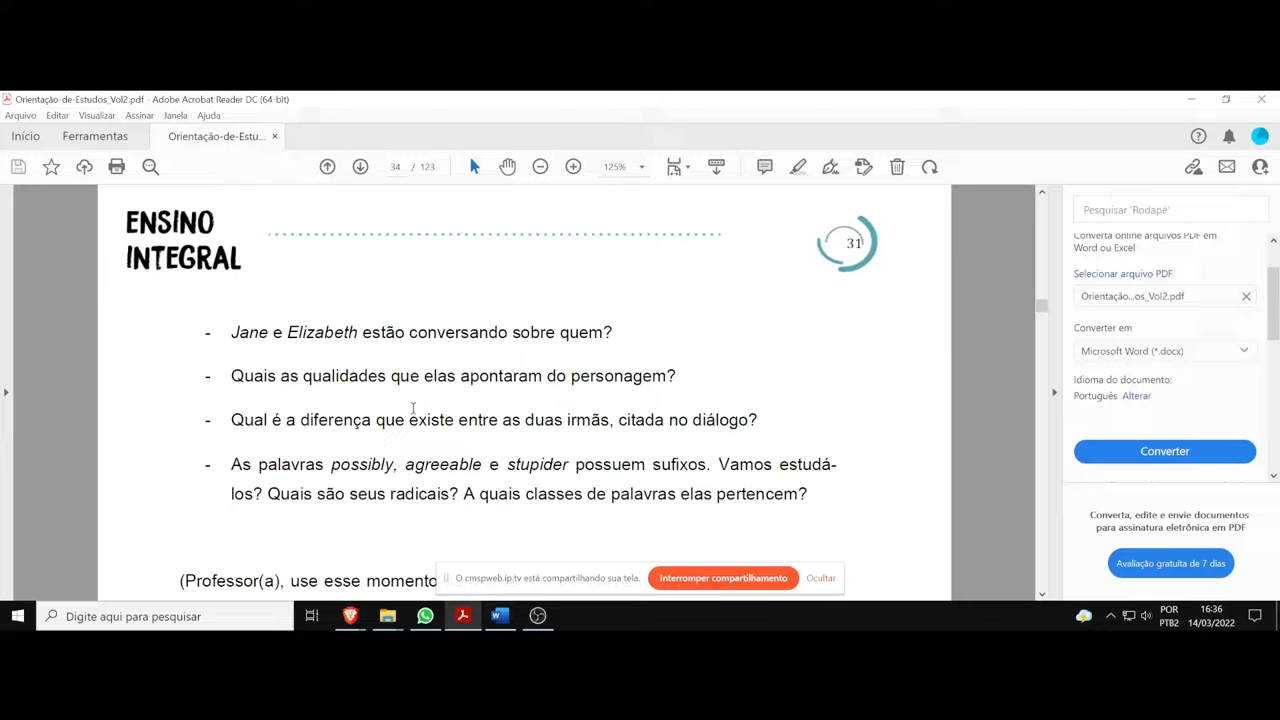 Orientação-de-Estudos_Vol2.pdf - Adobe Acrobat Reader DC (64-bit)
Arquivo Editar Visualizar Assinar Janela Ajuda
Início Ferramentas Orientação-de-Estu... ×
34 / 123 125%
Pesquisar 'Rodapé'
Converta online arquivos PDF em
Word ou Excel
Selecionar arquivo PDF
Orientação...os_Vol2.pdf
Converter em
Microsoft Word (*.docx)
Idioma do documento:
Português Alterar
Converter
Converta, edite e envie documentos
para assinatura eletrônica em PDF
Avaliação gratuita de 7 dias
ENSINO
INTEGRAL
31
- Jane e Elizabeth estão conversando sobre quem?
- Quais as qualidades que elas apontaram do personagem?
- Qual é a diferença que existe entre as duas irmãs, citada no diálogo?
- As palavras possibly, agreeable e stupider possuem sufixos. Vamos estudá-
los? Quais são seus radicais? A quais classes de palavras elas pertencem?
(Professor(a), use esse momento
O cmspweb.ip.tv está compartilhando sua tela. Interromper compartilhamento Ocultar
Digite aqui para pesquisar
POR
PTB2
16:36
14/03/2022